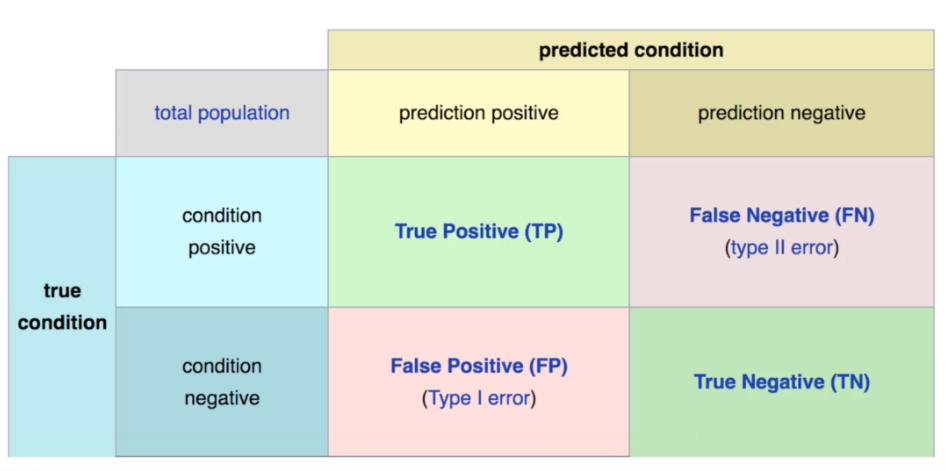 predicted condition
total population
prediction positive
prediction negative
condition
positive
True Positive (TP)
False Negative (FN)
(type II error)
true
condition
condition
negative
False Positive (FP)
(Type I error)
True Negative (TN)